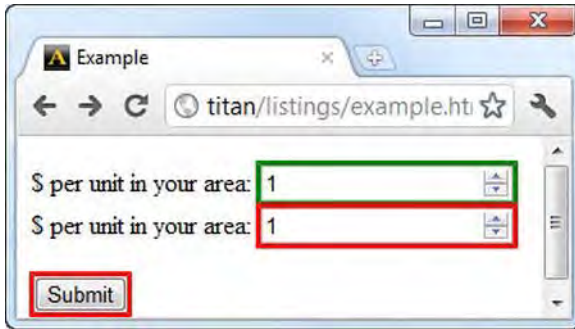 A Example
titan/listings/example.ht
$ per unit in your area: 1
$ per unit in your area: 1
Submit